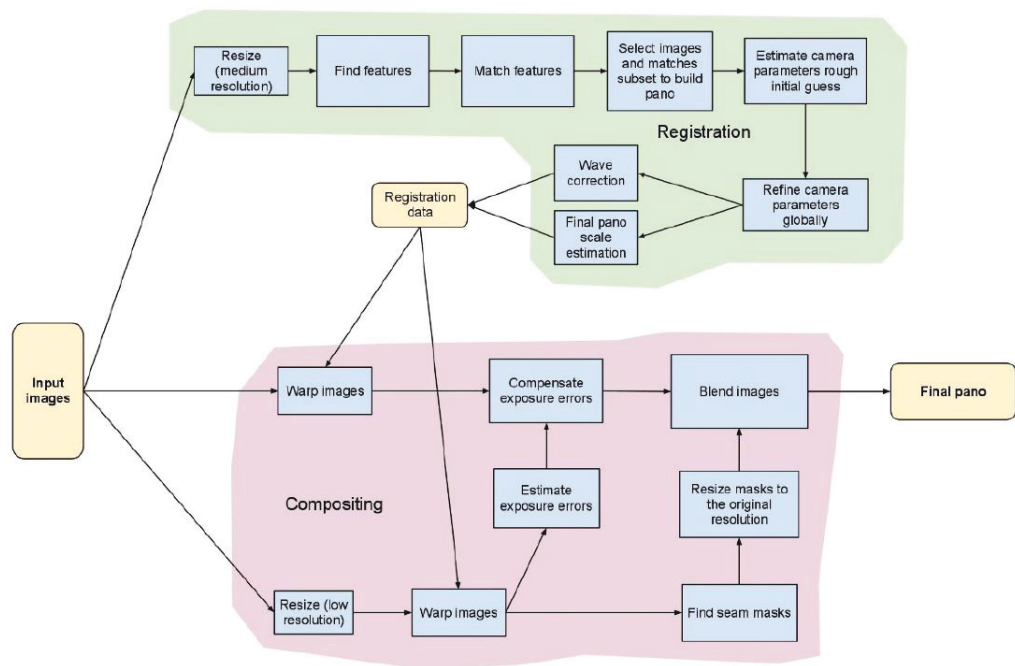 Resize
(medium
resolution)
Find features
Match features
Select images
and matches
subset to build
pano
Estimate camera
parameters rough
initial guess
Registration
Wave
correction
Refine camera
parameters
globally
Registration
data
Final pano
scale
estimation
Input
images
Warp images
Compensate
exposure errors
Blend images
Final pano
Estimate
exposure errors
Resize masks to
the original
resolution
Compositing
Resize (low
resolution)
Warp images
Find seam masks